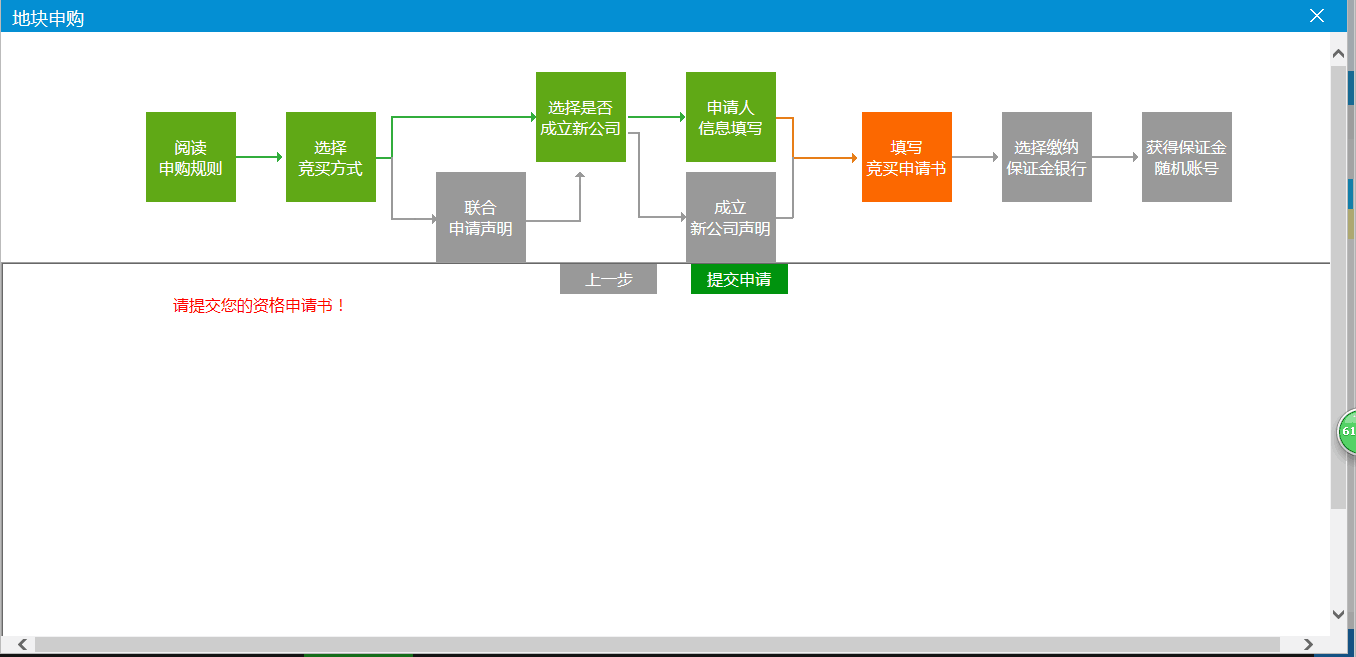 地块申购
选择是否
成立新公司
申请人
信息填写
阅读
申购规则
选择
竞买方式
填写
竞买申请书
选择缴纳
保证金银行
获得保证金
随机账号
联合
申请声明
成立
新公司声明
上一步
提交申请
请提交您的资格申请书！
61